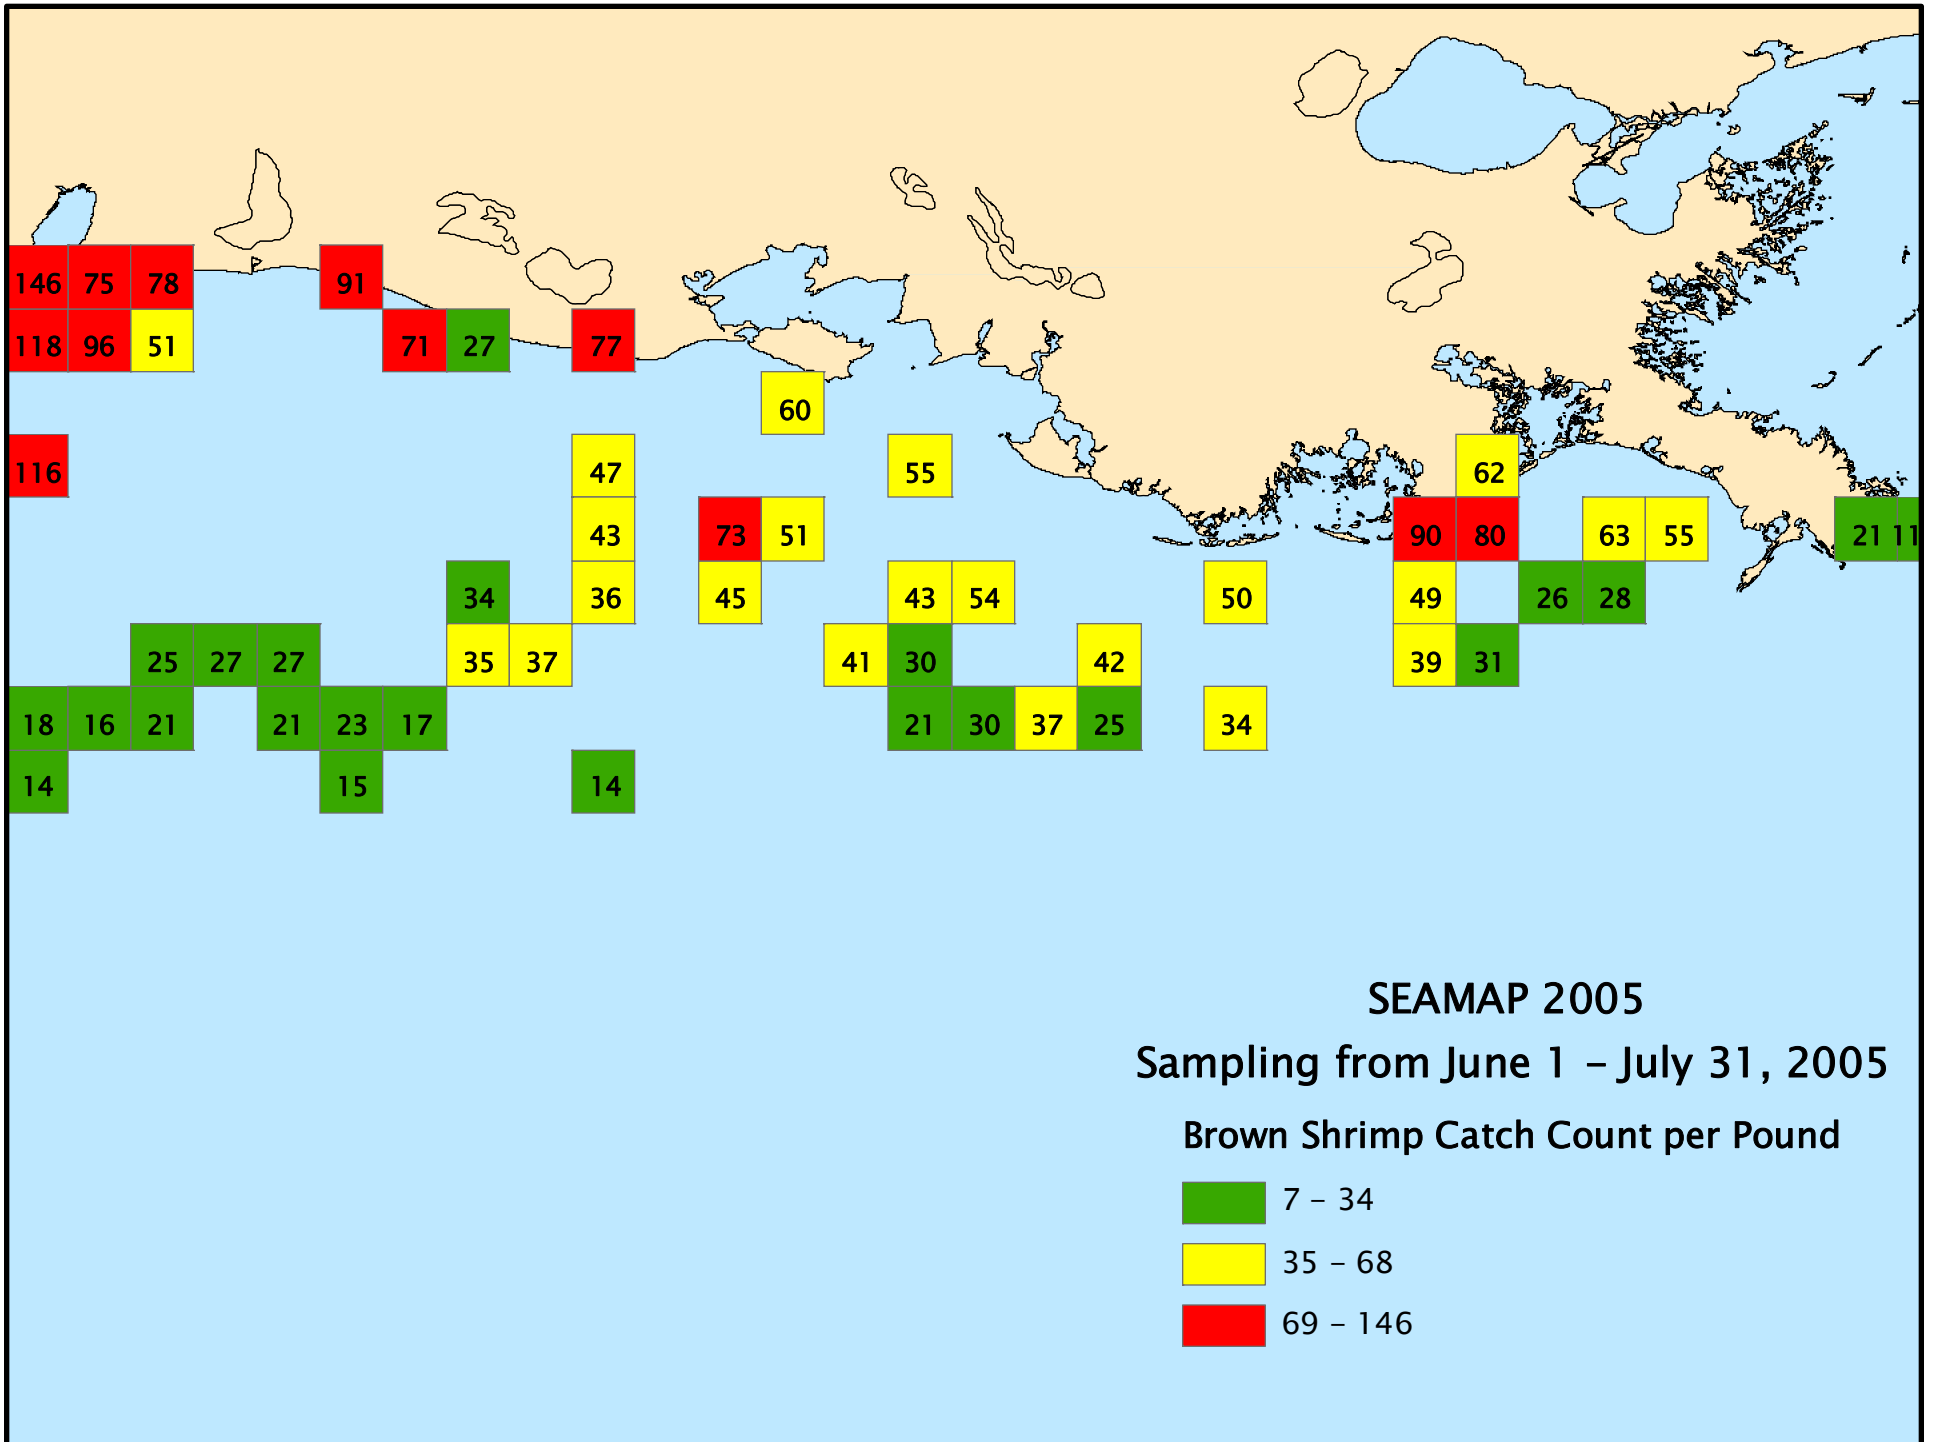 146 75 78 91
118 96 51 71 27 77
60
116 47 55 62
43 73 51 90 80 63 55 21 11
34 36 45 43 54 50 49 26 28
25 27 27 35 37 41 30 42 39 31
18 16 21 21 23 17 21 30 37 25 34
14 15 14
SEAMAP 2005
Sampling from June 1 – July 31, 2005
Brown Shrimp Catch Count per Pound
7 – 34
35 – 68
69 – 146